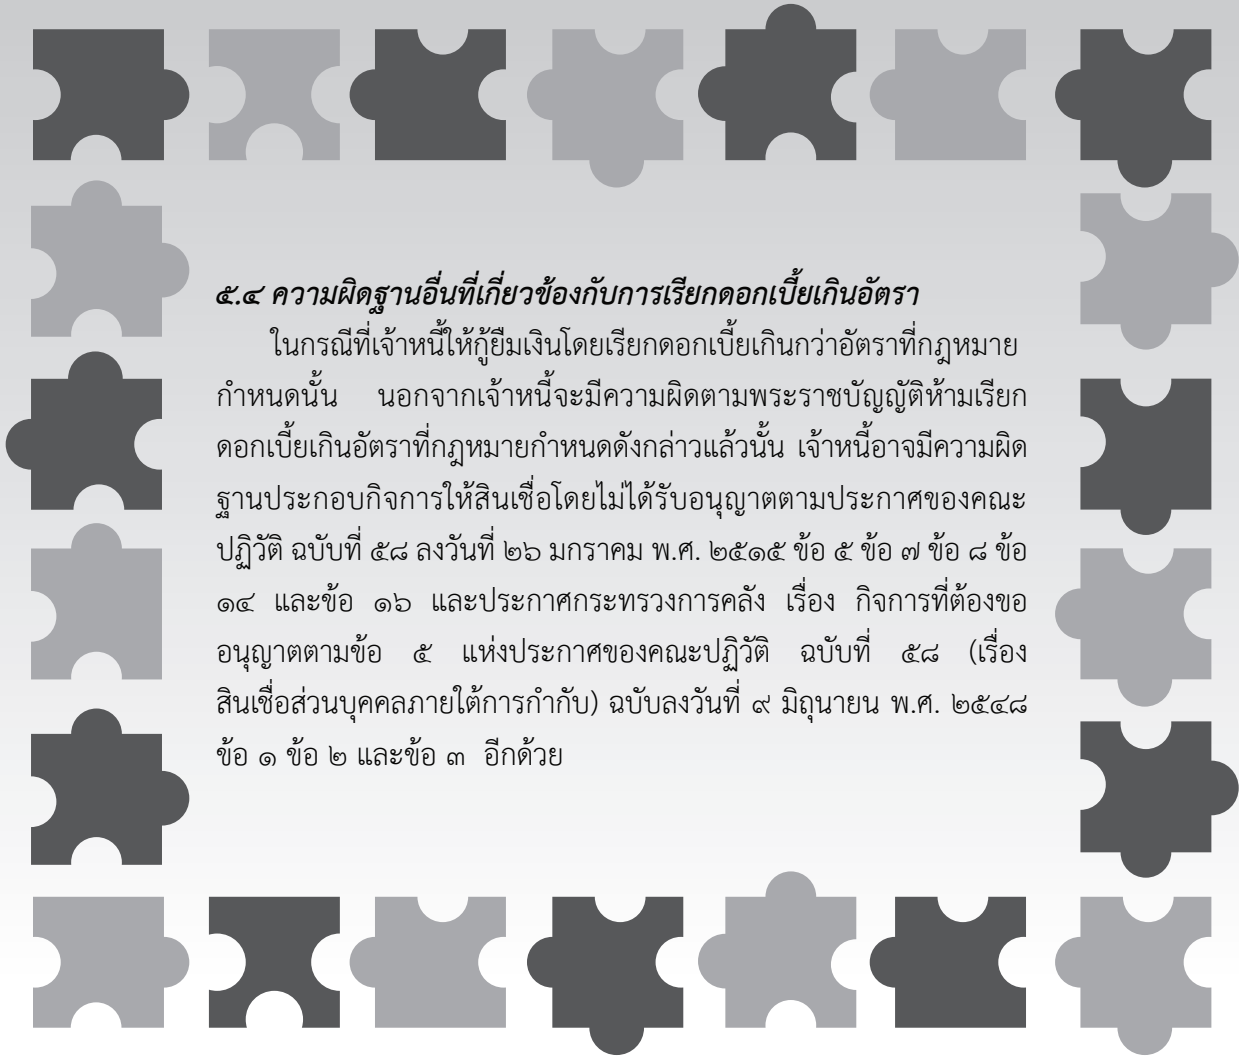 ๕.๔ ความผิดฐานอื่นที่เกี่ยวข้องกับการเรียกดอกเบี้ยเกินอัตรา
ในกรณีที่เจ้าหนี้ให้กู้ยืมเงินโดยเรียกดอกเบี้ยเกินกว่าอัตราที่กฎหมาย
กำหนดนั้น นอกจากเจ้าหนี้จะมีความผิดตามพระราชบัญญัติห้ามเรียก
ดอกเบี้ยเกินอัตราที่กฎหมายกำหนดดังกล่าวแล้วนั้น เจ้าหนี้อาจมีความผิด
ฐานประกอบกิจการให้สินเชื่อโดยไม่ได้รับอนุญาตตามประกาศของคณะ
ปฏิวัติ ฉบับที่ ๕๘ ลงวันที่ ๒๖ มกราคม พ.ศ. ๒๕๑๕ ข้อ ๕ ข้อ ๗ ข้อ ๘ ข้อ
๑๔ และข้อ ๑๖ และประกาศกระทรวงการคลัง เรื่อง กิจการที่ต้องขอ
อนุญาตตามข้อ ๕ แห่งประกาศของคณะปฏิวัติ ฉบับที่ ๕๘ (เรื่อง
สินเชื่อส่วนบุคคลภายใต้การกำกับ) ฉบับลงวันที่ ๙ มิถุนายน พ.ศ. ๒๕๔๘
ข้อ ๑ ข้อ ๒ และข้อ ๓ อีกด้วย